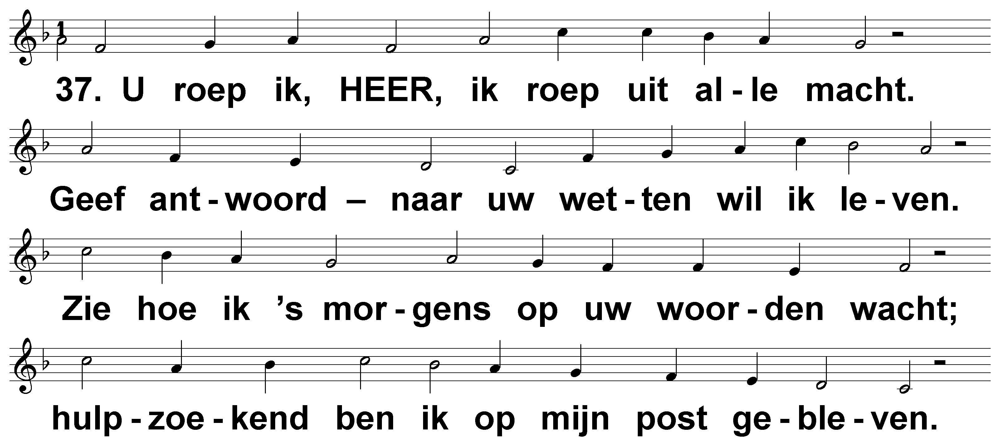 1
37. U roep ik, HEER, ik roep uit al - le macht.
Geef ant - woord – naar uw wet - ten wil ik le - ven.
Zie hoe ik ’s mor - gens op uw woor - den wacht;
hulp - zoe - kend ben ik op mijn post ge - ble - ven.